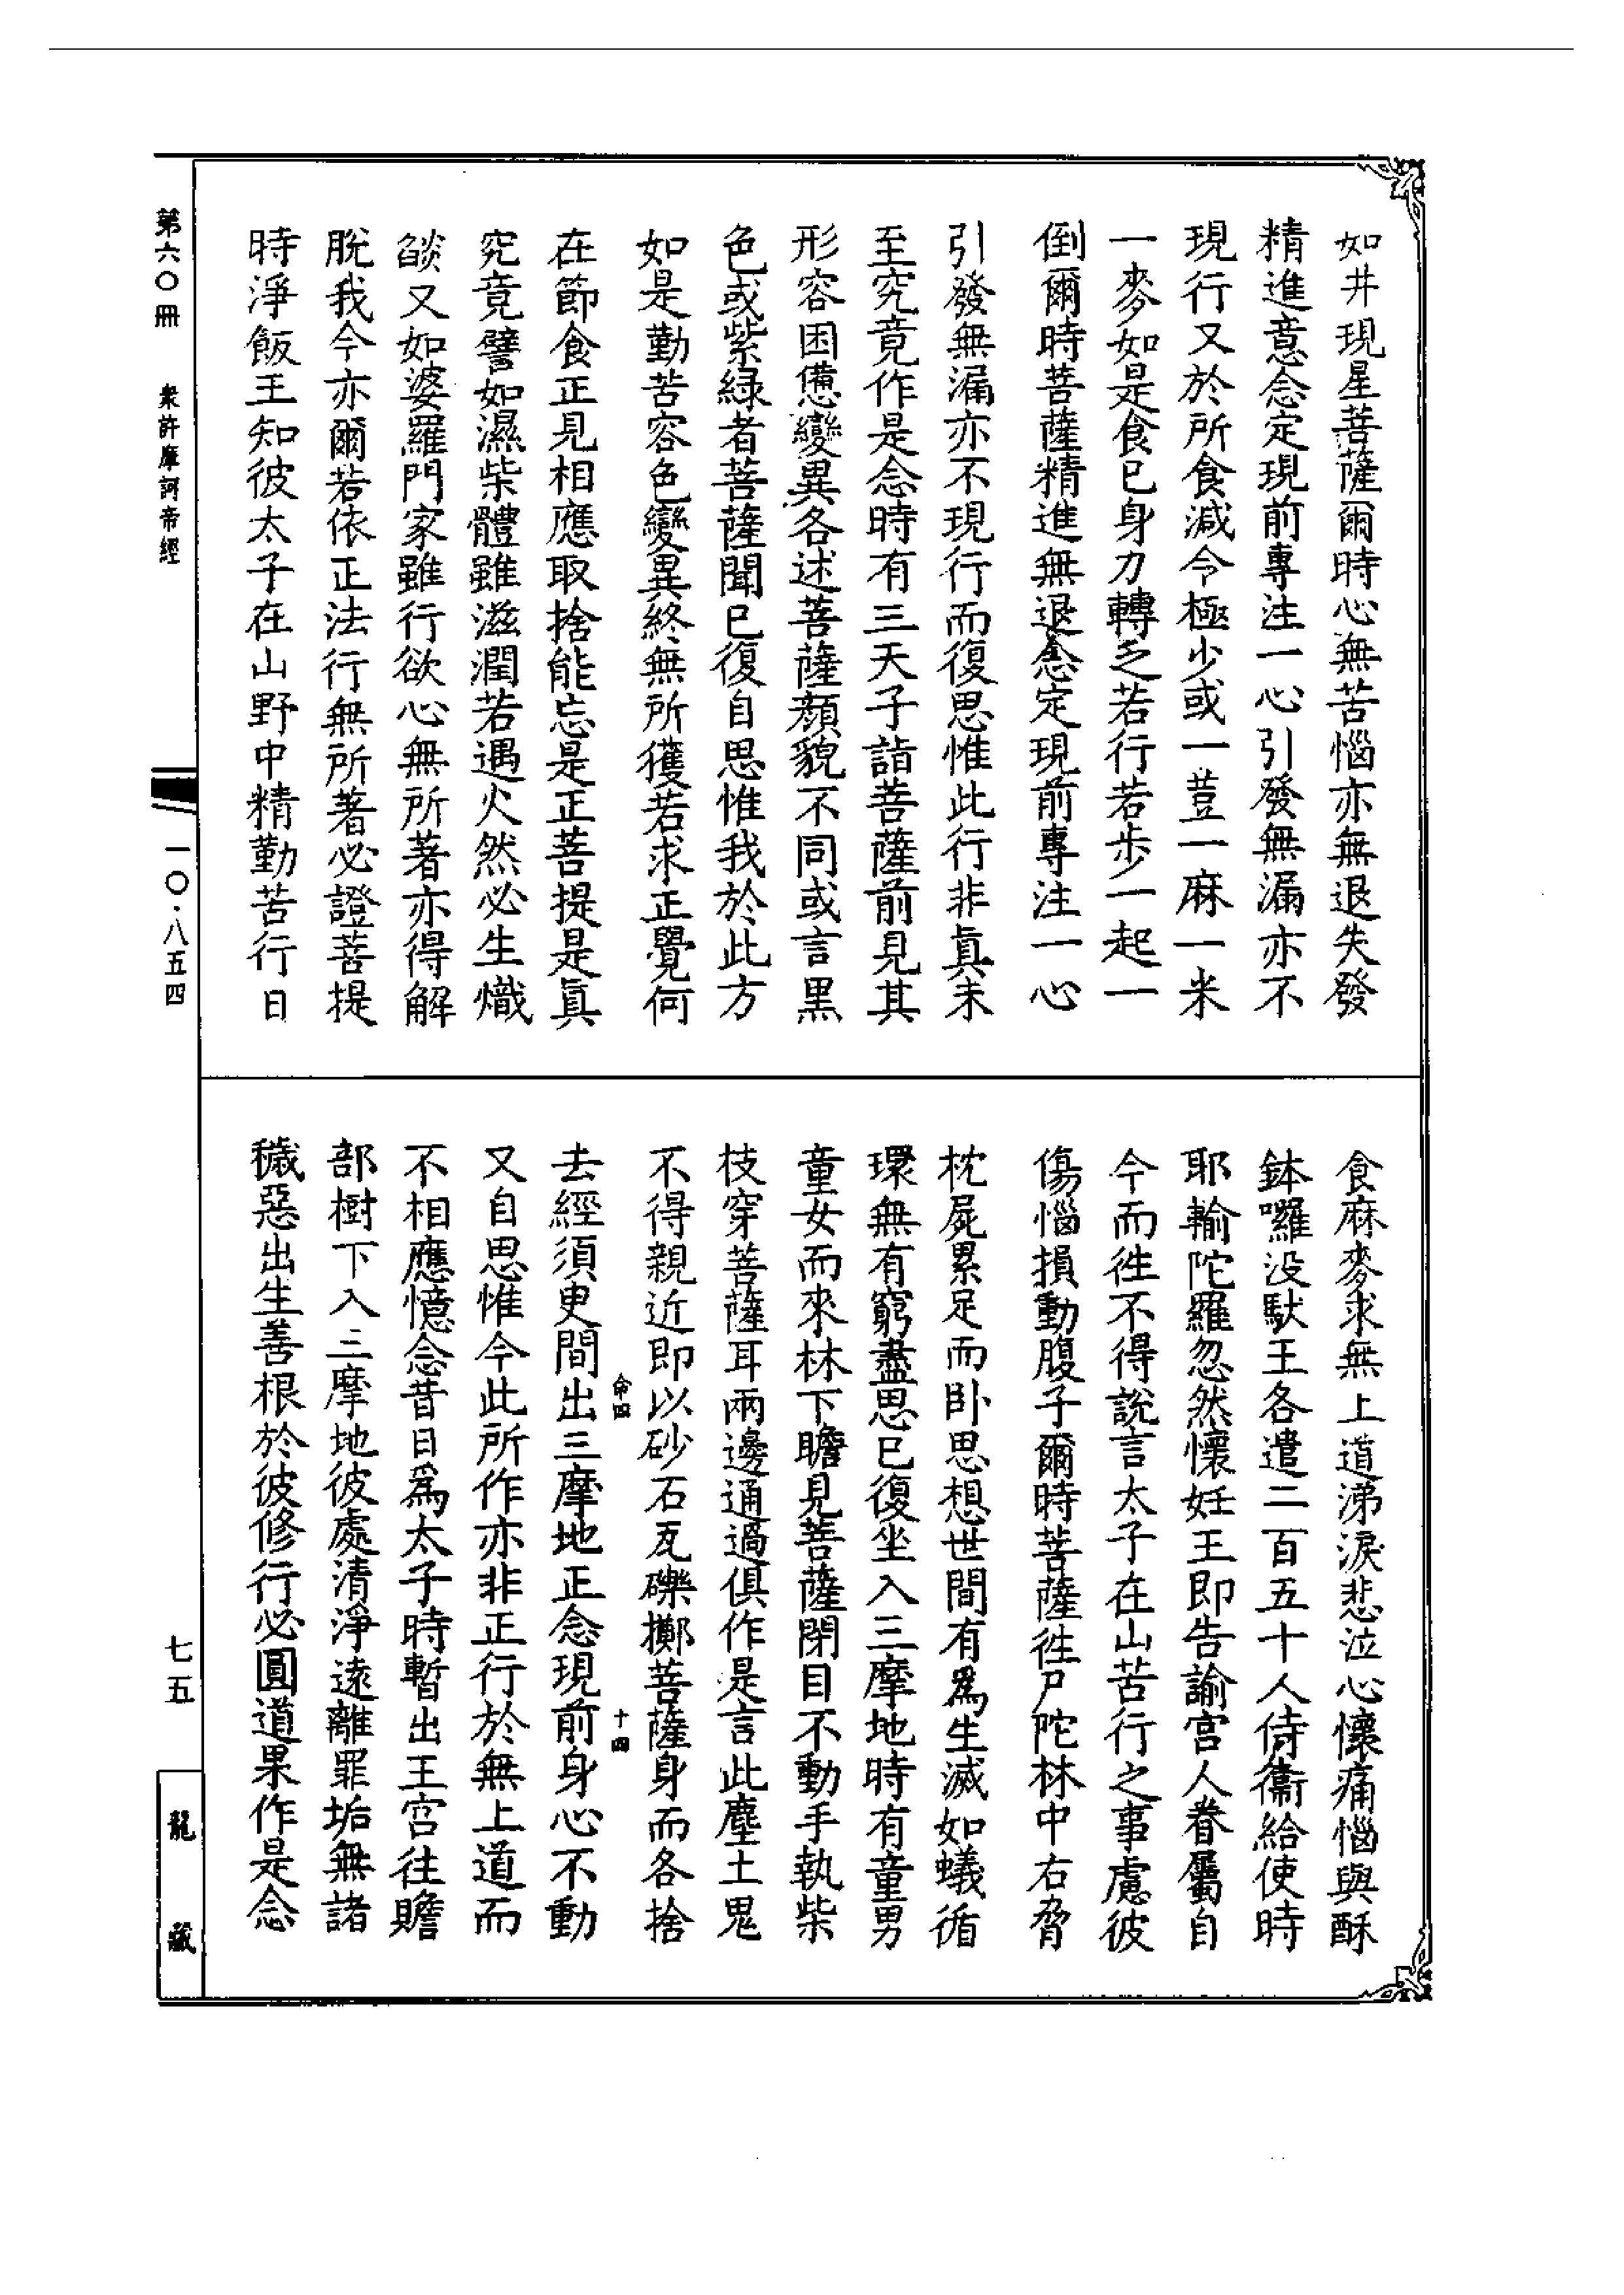 如井現星菩薩爾時心無苦惱亦無退失發
精進意念定現前專注一心引發無漏亦不
現行又於所食減令極少或一荳一麻一米
一麥如是食已身力轉乏若行若步一起一
倒爾時菩薩精進無退念定現前專注一心
引發無漏亦不現行而復思惟此行非真未
至究竟作是念時有三天子詣菩薩前見其
形容困憊變異各述菩薩顏貌不同或言黑
色或紫綠者菩薩聞已復自思惟我於此方
如是勤苦容色變異終無所獲若求正覺何
在節食正見相應取捨能忘是正菩提是真
究竟譬如濕柴體雖滋潤若遇火然必生熾
燄又如婆羅門家雖行欲心無所著亦得解
脫我今亦爾若依正法行無所著必證菩提
時淨飯王知彼太子在山野中精勤苦行日
食麻麥求無上道涕淚悲泣心懷痛惱與酥
鉢囉沒馱王各遣二百五十人侍衞給使時
耶輸陀羅忽然懷妊王即告諭宮人眷屬自
今而徃不得說言太子在山苦行之事慮彼
傷惱損動腹子爾時菩薩徃尸陀林中右脅
枕屍累足而卧思想世間有為生滅如蟻循
環無有窮盡思已復坐入三摩地時有童男
童女而來林下瞻見菩薩閉目不動手執柴
枝穿菩薩耳兩邊通過俱作是言此塵土鬼
不得親近即以砂石瓦礫擲菩薩身而各捨
去經須臾間出三摩地正念現前身心不動
又自思惟今此所作亦非正行於無上道而
不相應憶念昔日為太子時暫出王宮往贍
部樹下入三摩地彼處清淨遠離罪垢無諸
穢惡出生善根於彼修行必圓道果作是念
命四
十四
第六〇冊
衆許摩訶帝經
一〇·八五四
七五
龍藏